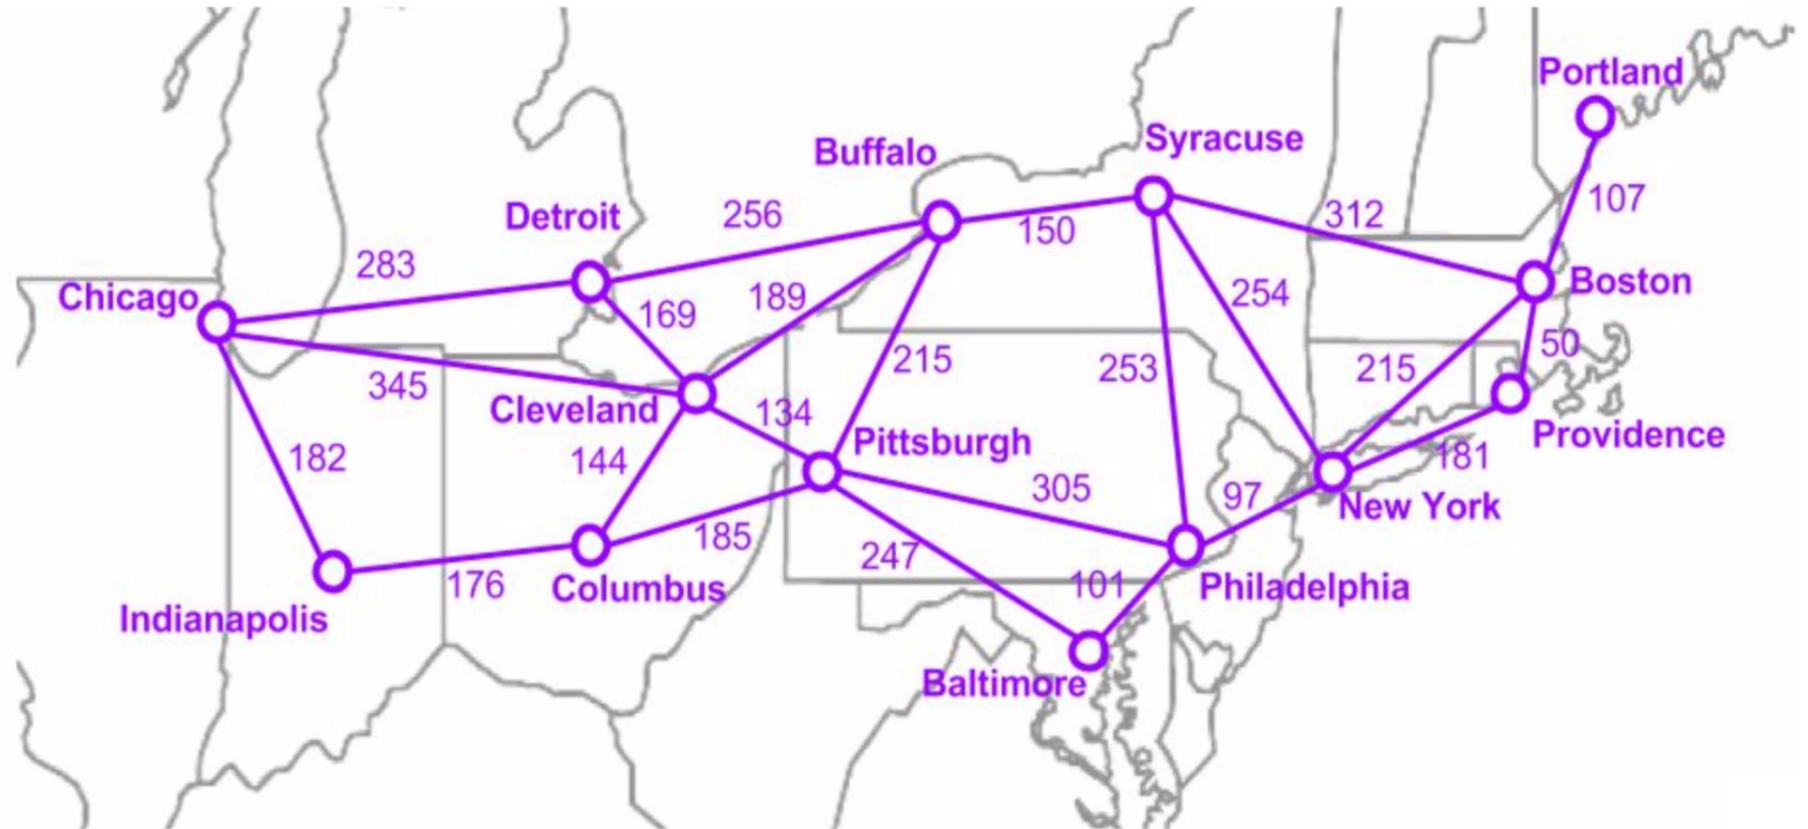 Portland
Syracuse
Buffalo
107
Detroit
256
312
150
283
Boston
Chicago
189
254
169
50
215
253
215
345
Cleveland
134
Pittsburgh
Providence
182
144
181
305
97
New York
185
247
176
101
Columbus
Philadelphia
Indianapolis
Baltimore